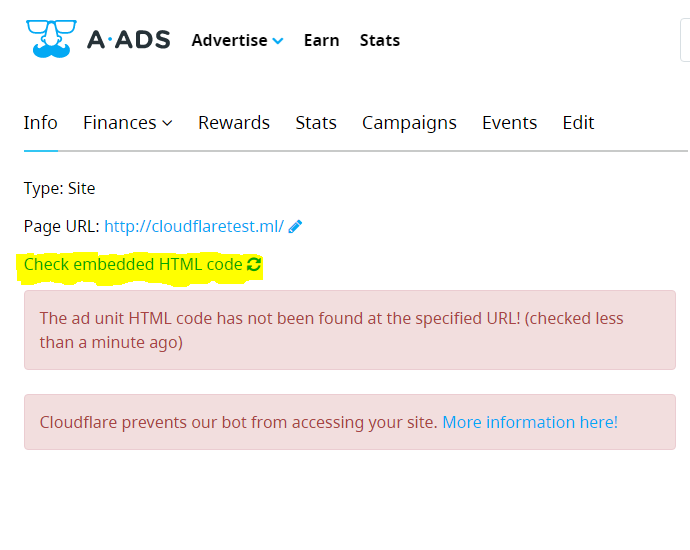 A·ADS Advertise Earn Stats
Info Finances Rewards Stats Campaigns Events Edit
Type: Site
Page URL: http://cloudflaretest.ml/
Check embedded HTML code
The ad unit HTML code has not been found at the specified URL! (checked less
than a minute ago)
Cloudflare prevents our bot from accessing your site. More information here!